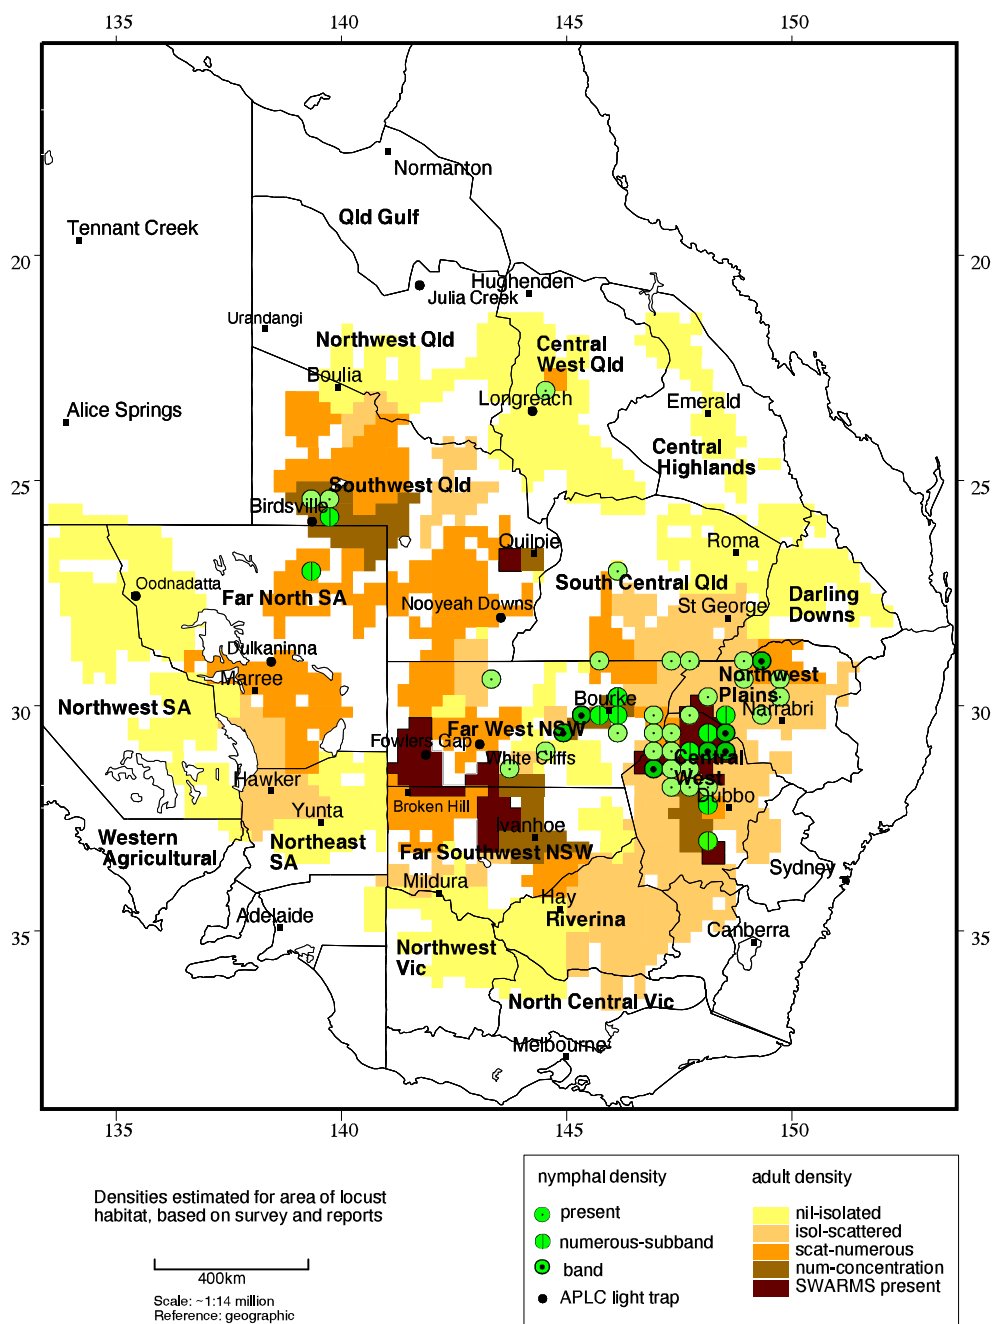 135 140 145 150
Normanton
Qld Gulf
Tennant Creek
20 20
Hughenden
Julia Creek
Urandangi
Northwest Qld
Central
West Qld
Boulia
Longreach
Emerald
Alice Springs
Central
Highlands
25 25
Southwest Qld
Birdsville
Quilpie
Roma
South Central Qld
Oodnadatta
Far North SA
Nooyeah Downs
St George
Darling
Downs
Dulkaninna
Marree
Northwest
Plains
Northwest SA
Bourke
Narrabri
30 30
Far West NSW
Fowlers Gap
White Cliffs
Central
West
Hawker
Broken Hill
Dubbo
Yunta
Ivanhoe
Western
Agricultural
Northeast
SA
Far Southwest NSW
Sydney
Mildura
Hay
Adelaide
Riverina
Canberra
35 35
Northwest
Vic
North Central Vic
Melbourne
135 140 145 150
Densities estimated for area of locust
habitat, based on survey and reports
400km
Scale: ~1:14 million
Reference: geographic
nymphal density
present
numerous-subband
band
APLC light trap
adult density
nil-isolated
isol-scattered
scat-numerous
num-concentration
SWARMS present